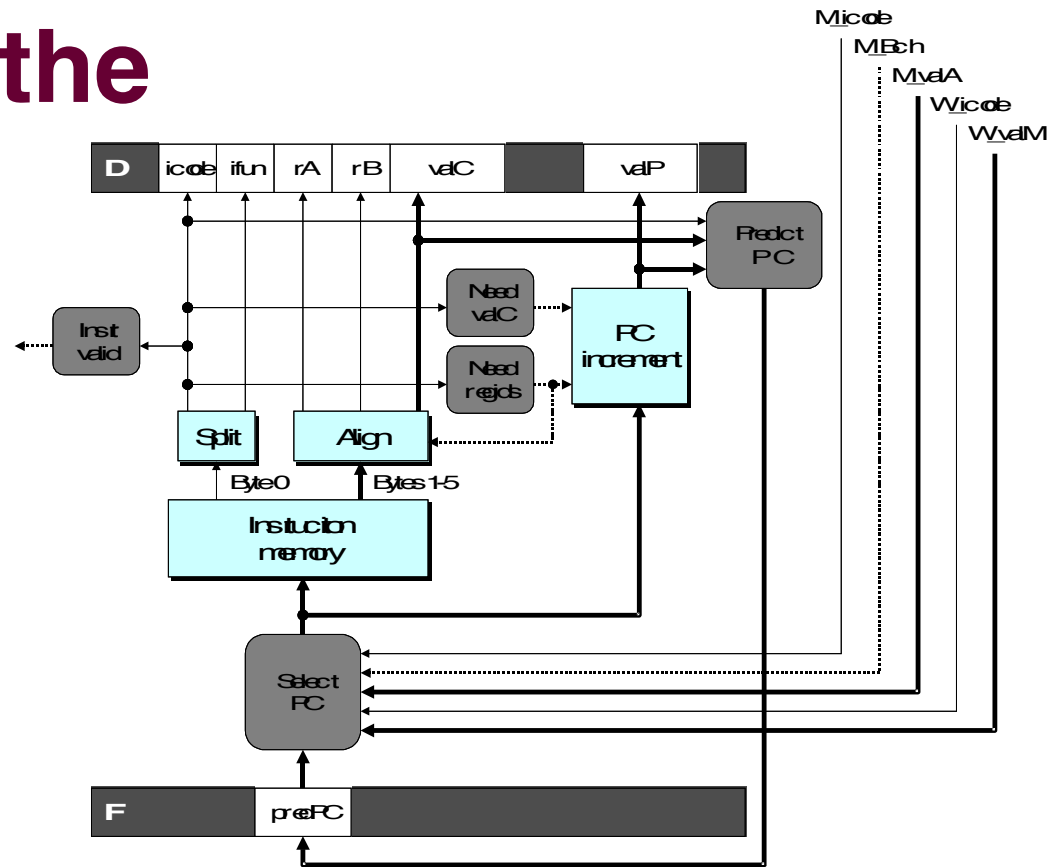 the
M_icode
M_Bch
M_valA
W_icode
W_valM
D icode ifun rA rB valC valP
Predict
PC
Need
valC
Instr
valid
PC
increment
Need
regids
Split
Align
Byte 0
Bytes 1-5
Instruction
memory
Select
PC
F predPC